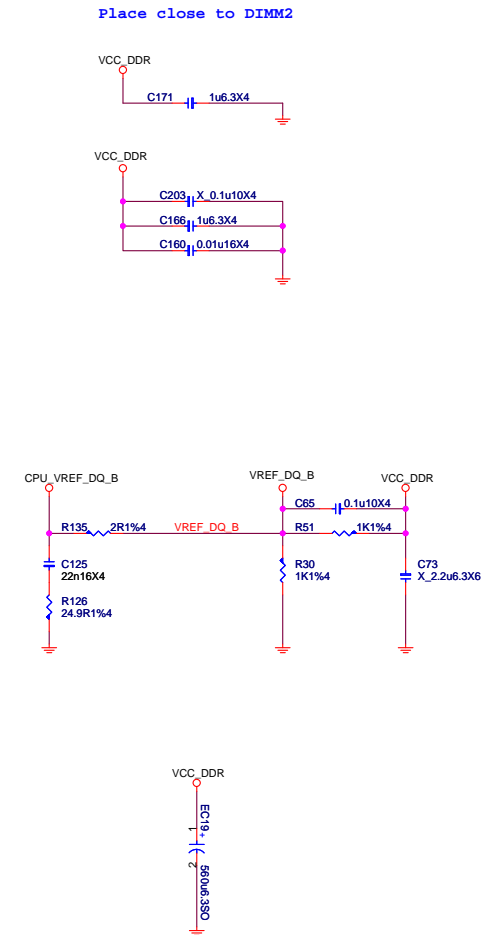 Place close to DIMM2
VCC_DDR
C171 1u6.3X4
VCC_DDR
C203 X_0.1u10X4
C166 1u6.3X4
C160 0.01u16X4
CPU_VREF_DQ_B
VREF_DQ_B
VCC_DDR
C65 0.1u10X4
R135 2R1%4 VREF_DQ_B R51 1K1%4
C125
22n16X4
R30
1K1%4
C73
X_2.2u6.3X6
R126
24.9R1%4
VCC_DDR
EC19
+
1
2
560u6.3SO